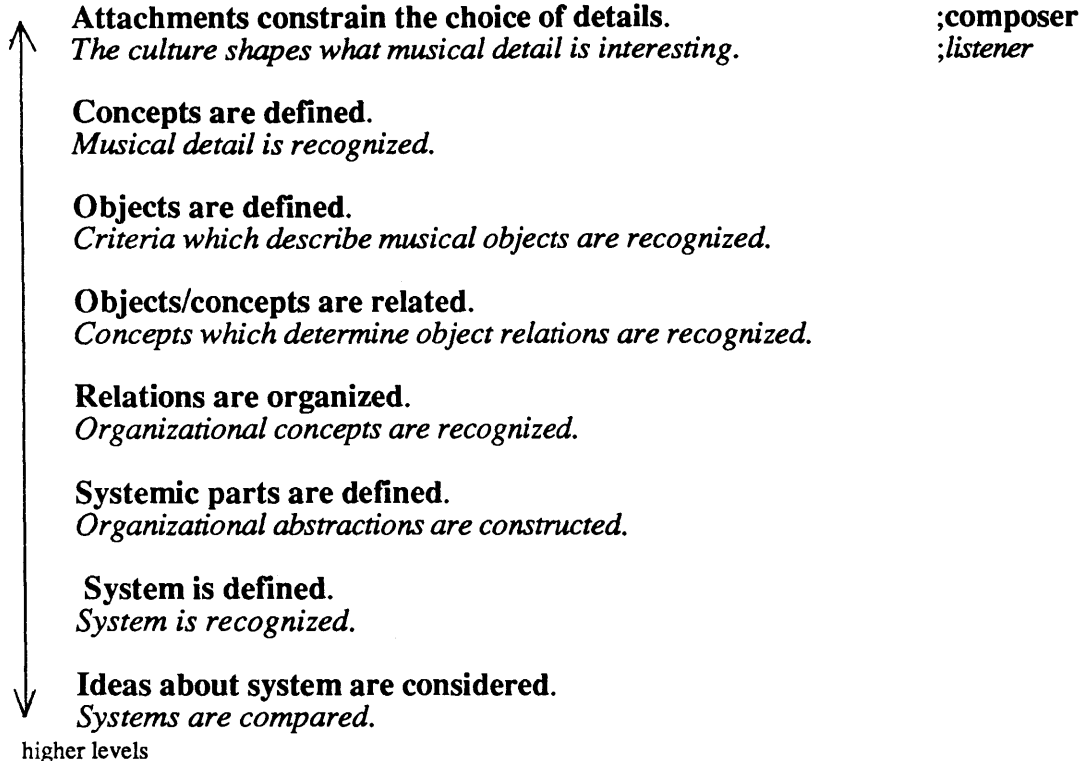 Attachments constrain the choice of details. ;composer
The culture shapes what musical detail is interesting. ;listener
Concepts are defined.
Musical detail is recognized.
Objects are defined.
Criteria which describe musical objects are recognized.
Objects/concepts are related.
Concepts which determine object relations are recognized.
Relations are organized.
Organizational concepts are recognized.
Systemic parts are defined.
Organizational abstractions are constructed.
System is defined.
System is recognized.
Ideas about system are considered.
Systems are compared.
higher levels